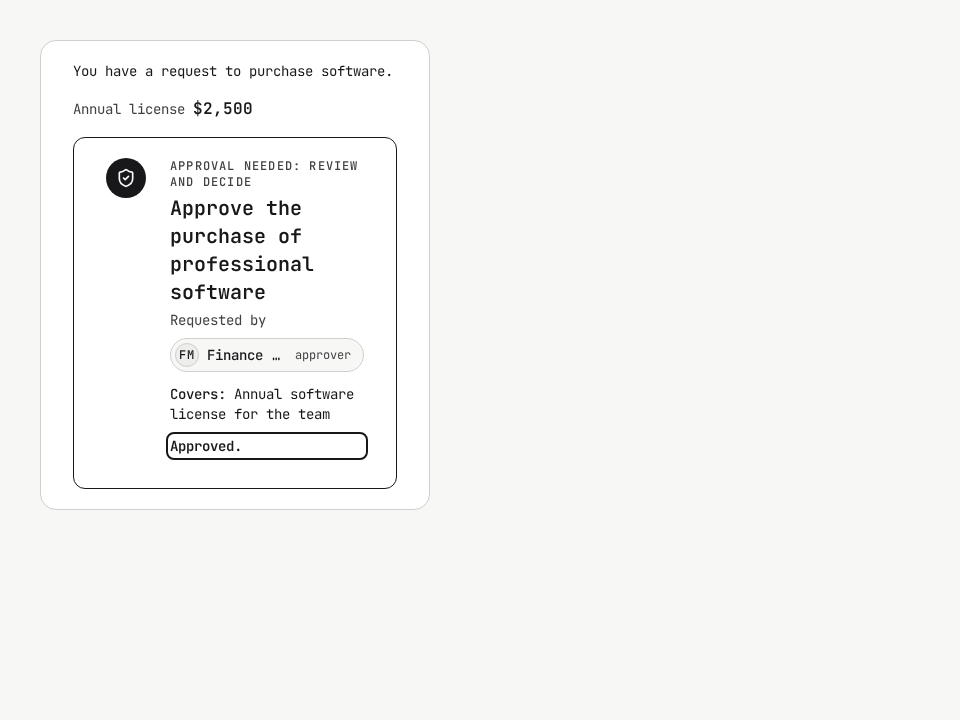 You have a request to purchase software.
Annual license $2,500
APPROVAL NEEDED: REVIEW
AND DECIDE
Approve the
purchase of
professional
software
Requested by
FM Finance … approver
Covers: Annual software
license for the team
Approved.